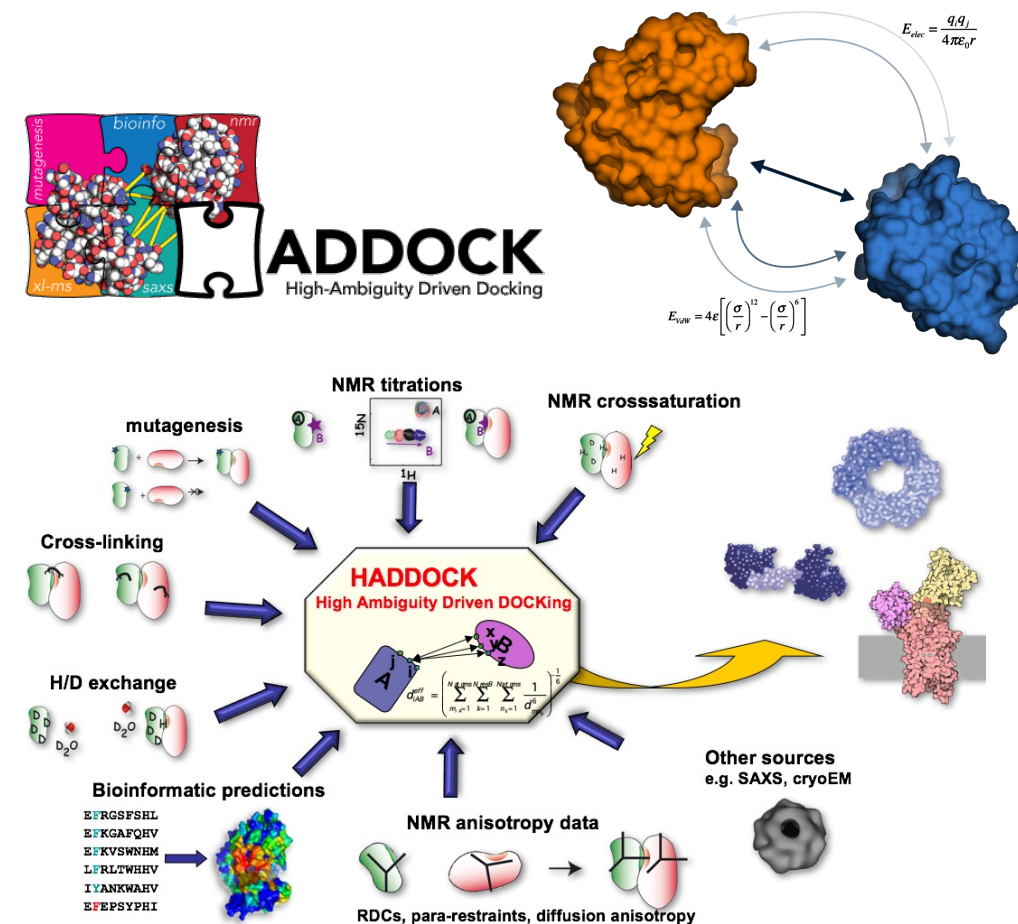 E_elec = q_i q_j / 4πε_0 r
mutagenesis
bioinfo
nmr
xl-ms
saxs
ADDOCK
High-Ambiguity Driven Docking
E_VdW = 4ε[(σ/r)^12 − (σ/r)^6]
NMR titrations
A
B
15N
A
B
1H
A
B
NMR crosssaturation
D
H
H
D
D
H
H
mutagenesis
+
+
Cross-linking
HADDOCK
High Ambiguity Driven DOCKing
A
j
i
x
y
B
z
H/D exchange
D
D
D
D
D2O
D2O
D
H
D
D
Bioinformatic predictions
EFRGSFSHL
EFKGAFQHV
EFKVSWNHM
LFRLTWHHV
IYANKWAHV
EFEPSYPHI
NMR anisotropy data
RDCs, para-restraints, diffusion anisotropy
Other sources
e.g. SAXS, cryoEM